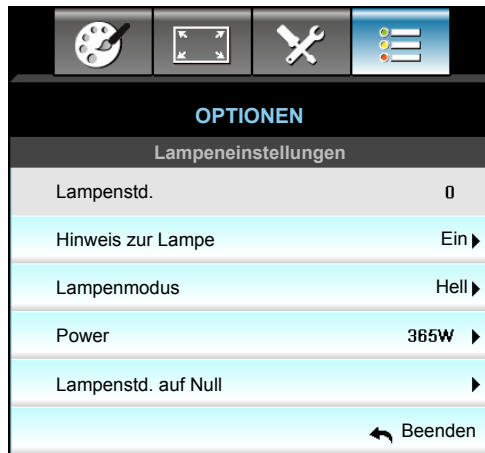 OPTIONEN
Lampeneinstellungen
Lampenstd. 0
Hinweis zur Lampe Ein
Lampenmodus Hell
Power 365W
Lampenstd. auf Null
Beenden